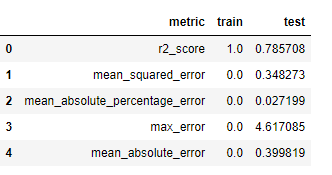 metric train test
0 r2_score 1.0 0.785708
1 mean_squared_error 0.0 0.348273
2 mean_absolute_percentage_error 0.0 0.027199
3 max_error 0.0 4.617085
4 mean_absolute_error 0.0 0.399819